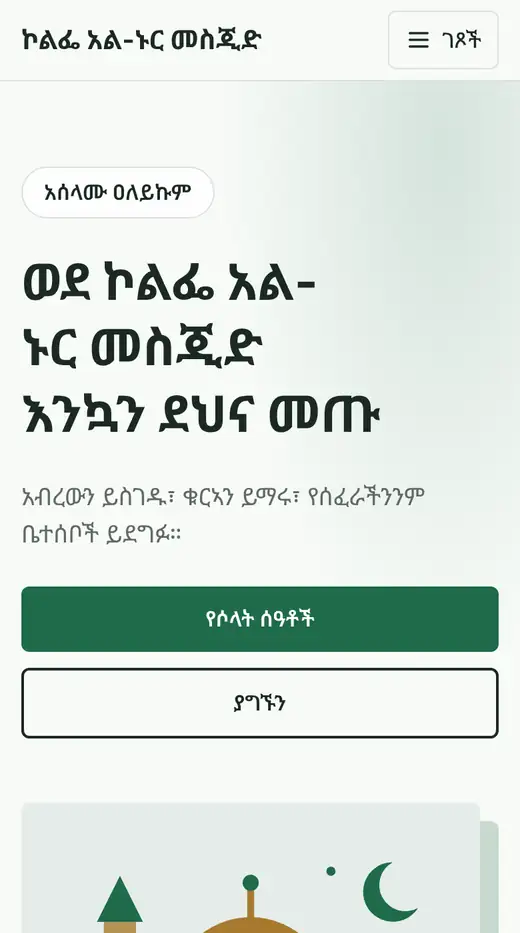 ኮልፌ አል-ኑር መስጂድ
ገጾች
አሰላሙ ዐለይኩም
ወደ ኮልፌ አል-
ኑር መስጂድ
እንኳን ደህና መጡ
አብረውን ይስገዱ፣ ቁርኣን ይማሩ፣ የሰፈራችንንም
ቤተሰቦች ይደግፉ።
የሶላት ሰዓቶች
ያግኙን